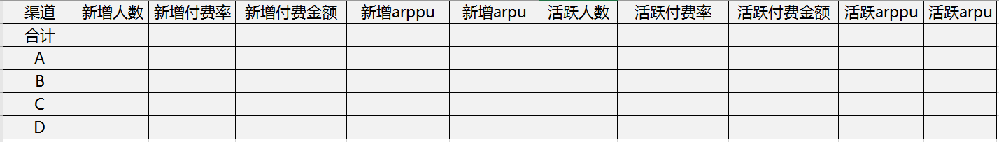 渠道 新增人数 新增付费率 新增付费金额 新增arppu 新增arpu 活跃人数 活跃付费率 活跃付费金额 活跃arppu 活跃arpu
合计
A
B
C
D